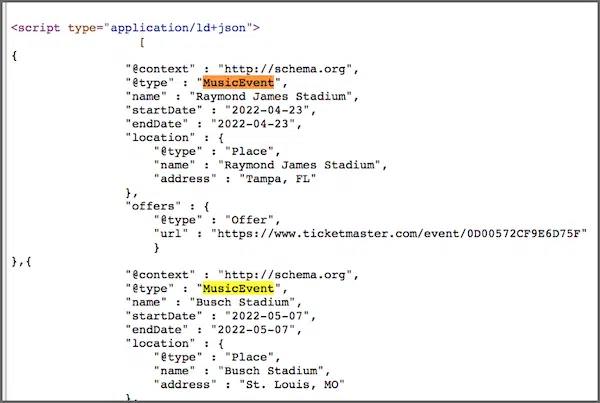 <script type="application/ld+json">
[
{
"@context" : "http://schema.org",
"@type" : "MusicEvent",
"name" : "Raymond James Stadium",
"startDate" : "2022-04-23",
"endDate" : "2022-04-23",
"location" : {
"@type" : "Place",
"name" : "Raymond James Stadium",
"address" : "Tampa, FL"
},
"offers" : {
"@type" : "Offer",
"url" : "https://www.ticketmaster.com/event/0D00572CF9E6D75F"
}
},{
"@context" : "http://schema.org",
"@type" : "MusicEvent",
"name" : "Busch Stadium",
"startDate" : "2022-05-07",
"endDate" : "2022-05-07",
"location" : {
"@type" : "Place",
"name" : "Busch Stadium",
"address" : "St. Louis, MO"
},